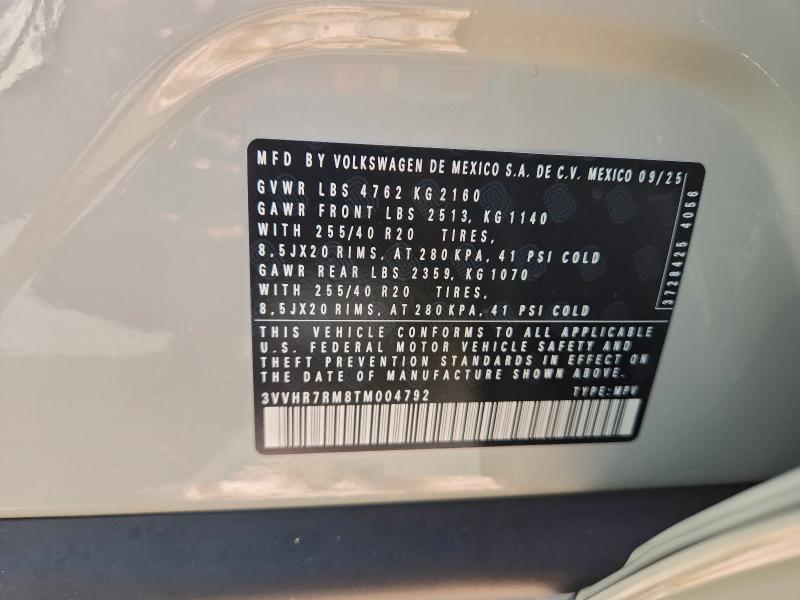 MFD BY VOLKSWAGEN DE MEXICO S.A. DE C.V. MEXICO 09/25
GVWR LBS 4762 KG 2160
GAWR FRONT LBS 2513, KG 1140
WITH 255/40 R20 TIRES,
8,5JX20 RIMS, AT 280 KPA, 41 PSI COLD
GAWR REAR LBS 2359, KG 1070
WITH 255/40 R20 TIRES,
8,5JX20 RIMS, AT 280 KPA, 41 PSI COLD
3728426 4056
THIS VEHICLE CONFORMS TO ALL APPLICABLE
U.S. FEDERAL MOTOR VEHICLE SAFETY AND
THEFT PREVENTION STANDARDS IN EFFECT ON
THE DATE OF MANUFACTURE SHOWN ABOVE.
3VVHR7RM8TM004792 TYPE: MPV